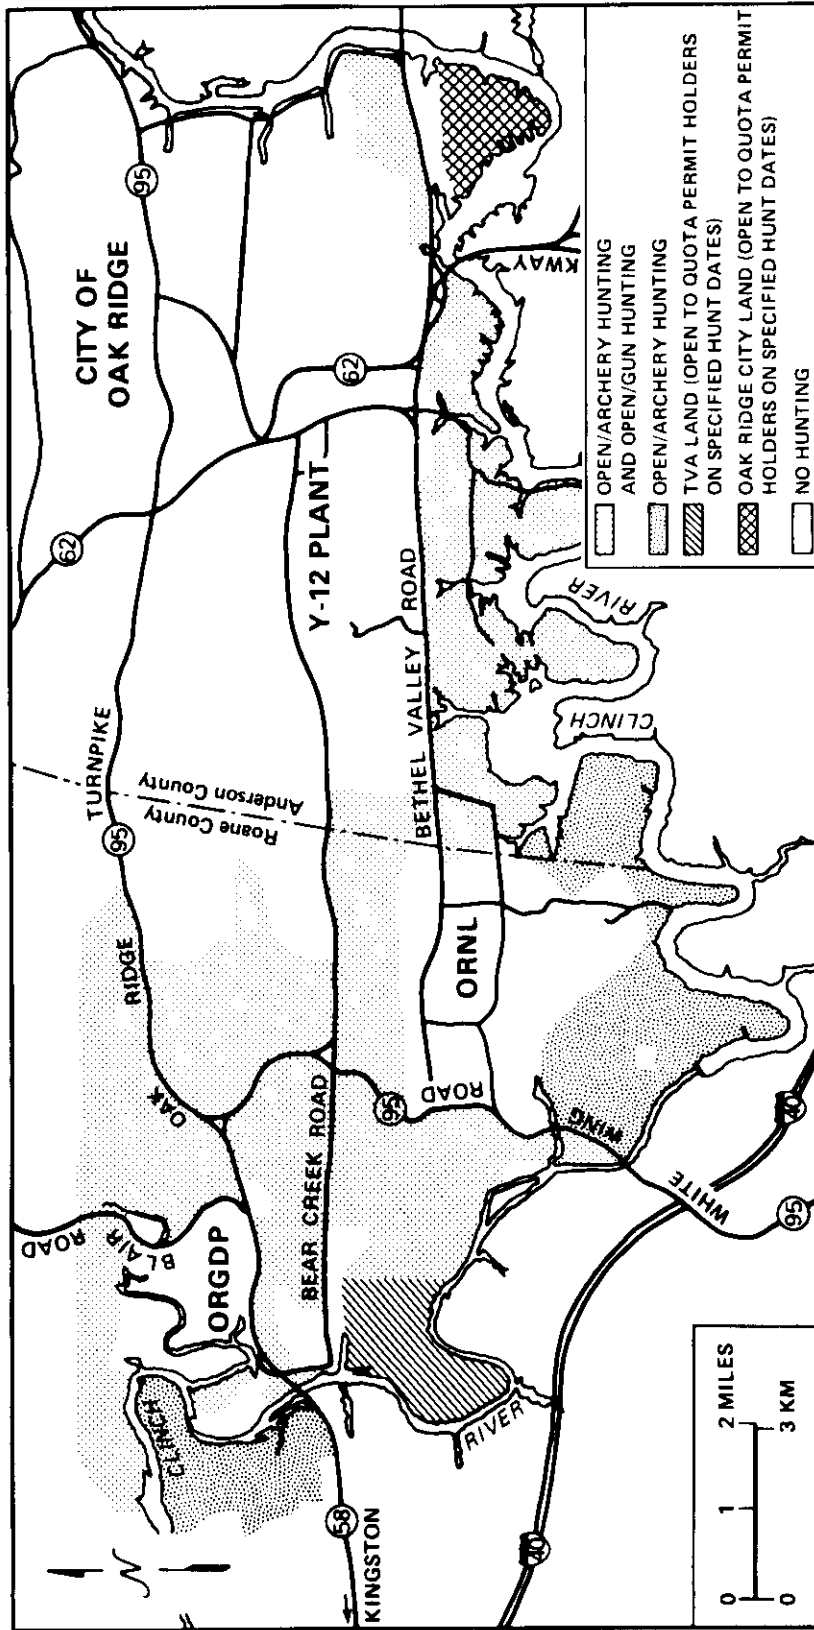 CITY OF
OAK RIDGE
95
62
62
Y-12 PLANT
OAK
RIDGE
TURNPIKE
95
Roane County
Anderson County
BLAIR
ROAD
ORGDP
BEAR CREEK ROAD
BETHEL VALLEY ROAD
ORNL
95
WHITE
WING
ROAD
95
CLINCH
RIVER
CLINCH
RIVER
KWAY
58
KINGSTON
40
40
N
0 1 2 MILES
0 3 KM
OPEN/ARCHERY HUNTING
AND OPEN/GUN HUNTING
OPEN/ARCHERY HUNTING
TVA LAND (OPEN TO QUOTA PERMIT HOLDERS
ON SPECIFIED HUNT DATES)
OAK RIDGE CITY LAND (OPEN TO QUOTA PERMIT
HOLDERS ON SPECIFIED HUNT DATES)
NO HUNTING